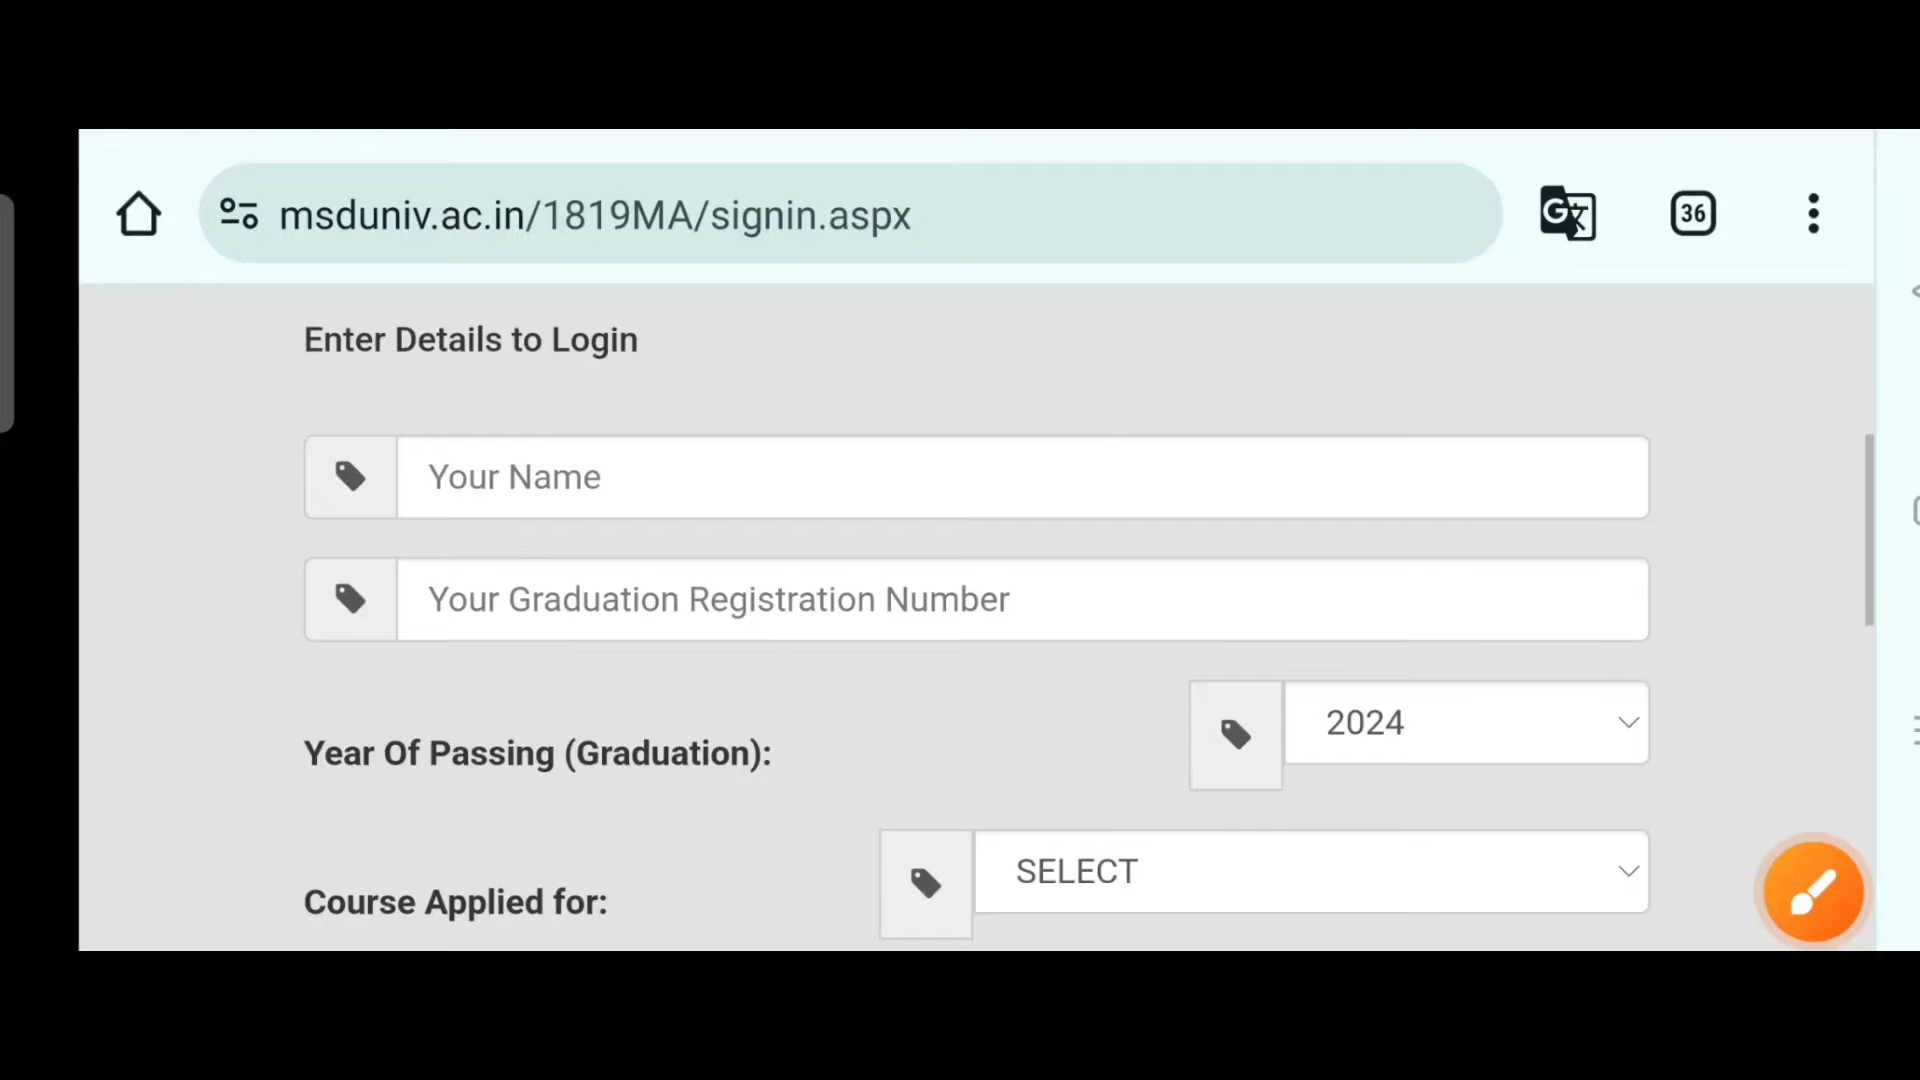 msduniv.ac.in/1819MA/signin.aspx
G
36
Enter Details to Login
Your Name
Your Graduation Registration Number
Year Of Passing (Graduation):
2024
Course Applied for:
SELECT